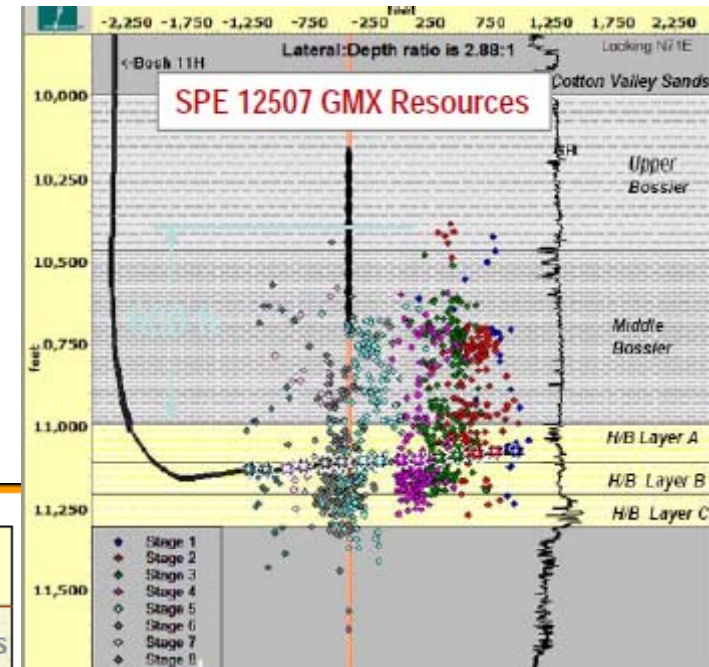 feet
-2,250 -1,750 -1,250 -750 -250 250 750 1,250 1,750 2,250
Lateral:Depth ratio is 2.88:1
Looking N71E
<-Bosh 11H
Cotton Valley Sands
SPE 12507 GMX Resources
10,000
Upper
Bossier
10,250
10,500
feet
10,750
Middle
Bossier
11,000
H/B Layer A
H/B Layer B
11,250
H/B Layer C
11,500
Stage 1
Stage 2
Stage 3
Stage 4
Stage 5
Stage 6
Stage 7
Stage 8
S